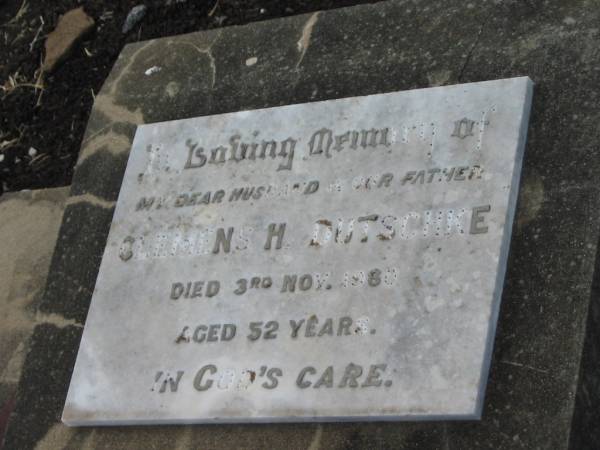 In Loving Memory of
MY DEAR HUSBAND & OUR FATHER
CLEMENS H. DUTSCHKE
DIED 3RD NOV.
AGED 52 YEARS.
IN GOD'S CARE.